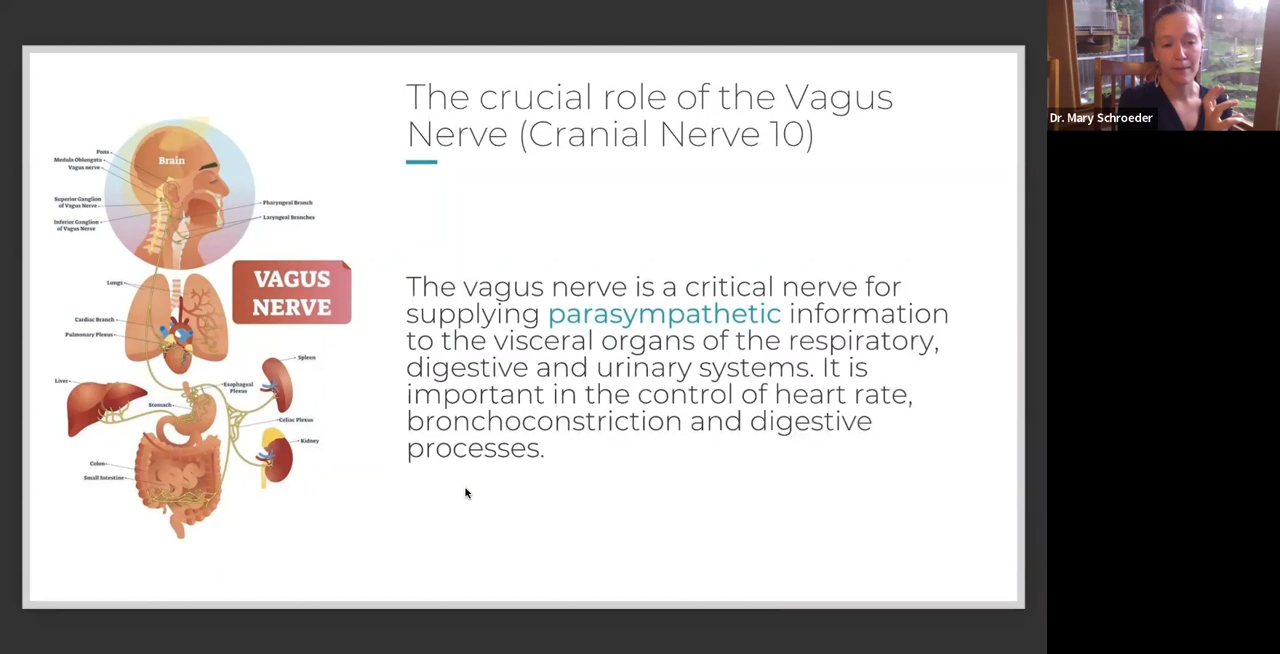 The crucial role of the Vagus
Nerve (Cranial Nerve 10)
Pons
Medulla Oblongata
Vagus nerve
Superior Ganglion
of Vagus Nerve
Inferior Ganglion
of Vagus Nerve
Brain
Pharyngeal Branch
Laryngeal Branches
VAGUS
NERVE
Lungs
Cardiac Branch
Pulmonary Plexus
Liver
Stomach
Spleen
Esophageal
Plexus
Celiac Plexus
Kidney
Colon
Small Intestine
The vagus nerve is a critical nerve for
supplying parasympathetic information
to the visceral organs of the respiratory,
digestive and urinary systems. It is
important in the control of heart rate,
bronchoconstriction and digestive
processes.
Dr. Mary Schroeder